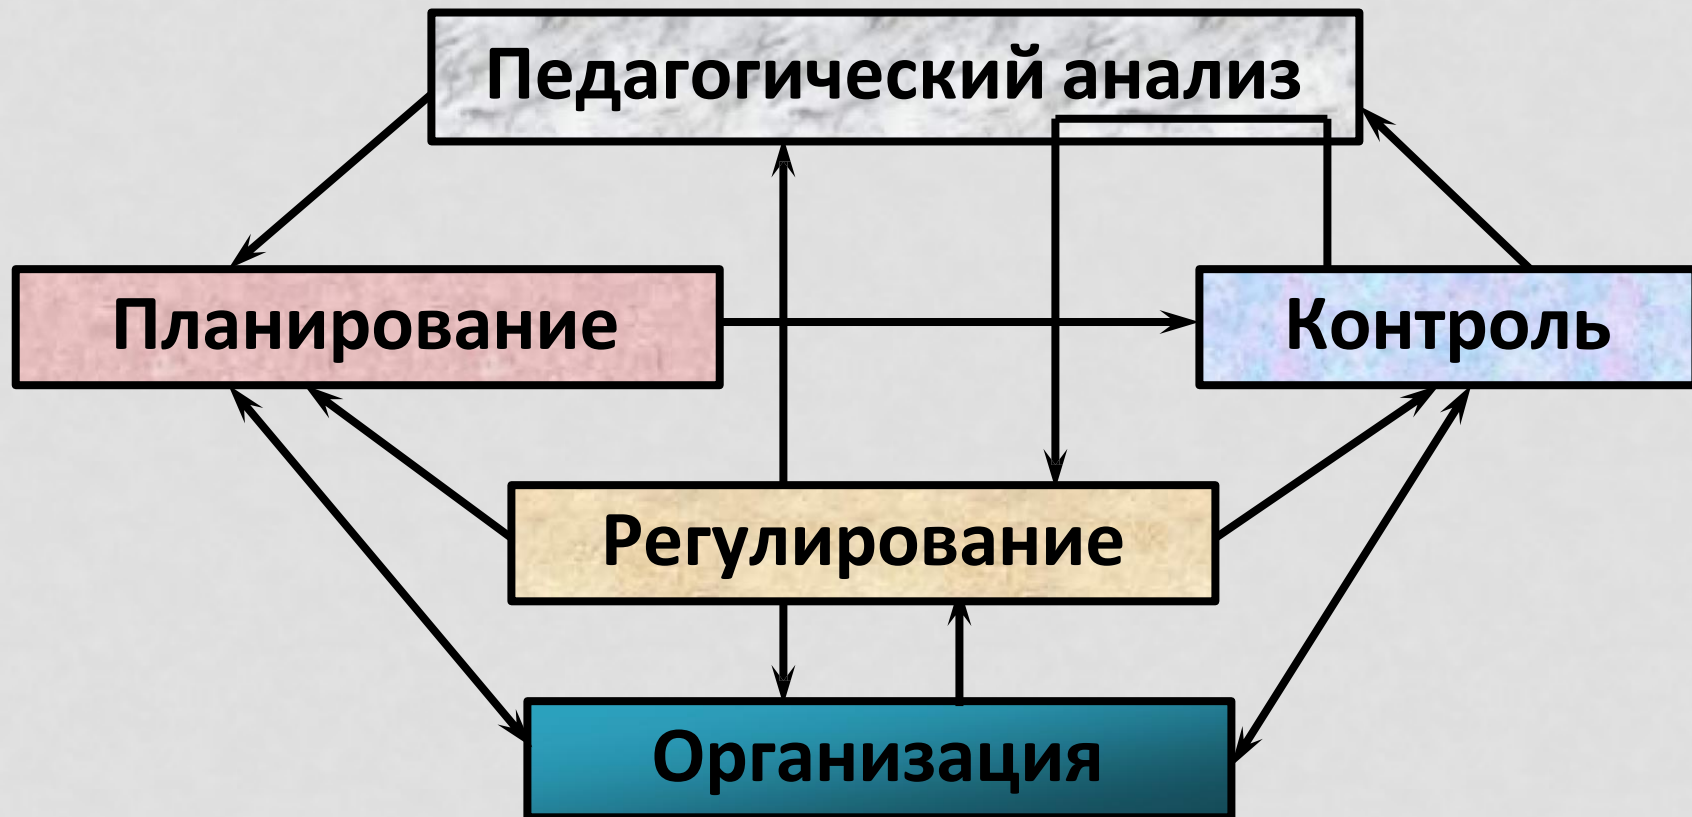 Педагогический анализ
Планирование
Контроль
Регулирование
Организация